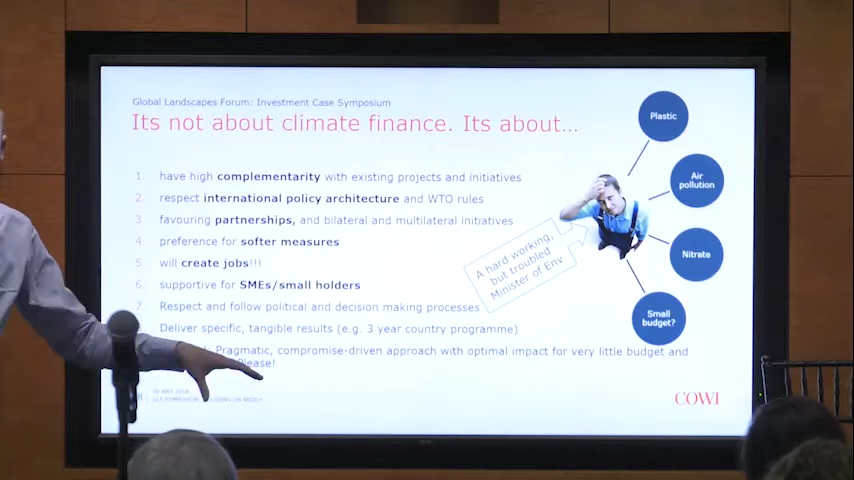 Global Landscapes Forum: Investment Case Symposium
Its not about climate finance. Its about...
1. have high complementarity with existing projects and initiatives
2. respect international policy architecture and WTO rules
3. favouring partnerships, and bilateral and multilateral initiatives
4. preference for softer measures
5. will create jobs!!!
6. supportive for SMEs/small holders
7. Respect and follow political and decision making processes
Deliver specific, tangible results (e.g. 3 year country programme)
Pragmatic, compromise-driven approach with optimal impact for very little budget and
Please!
Plastic
Air
pollution
Nitrate
Small
budget?
A hard working,
but troubled
Minister of Env
30 MAY 2018
COWI